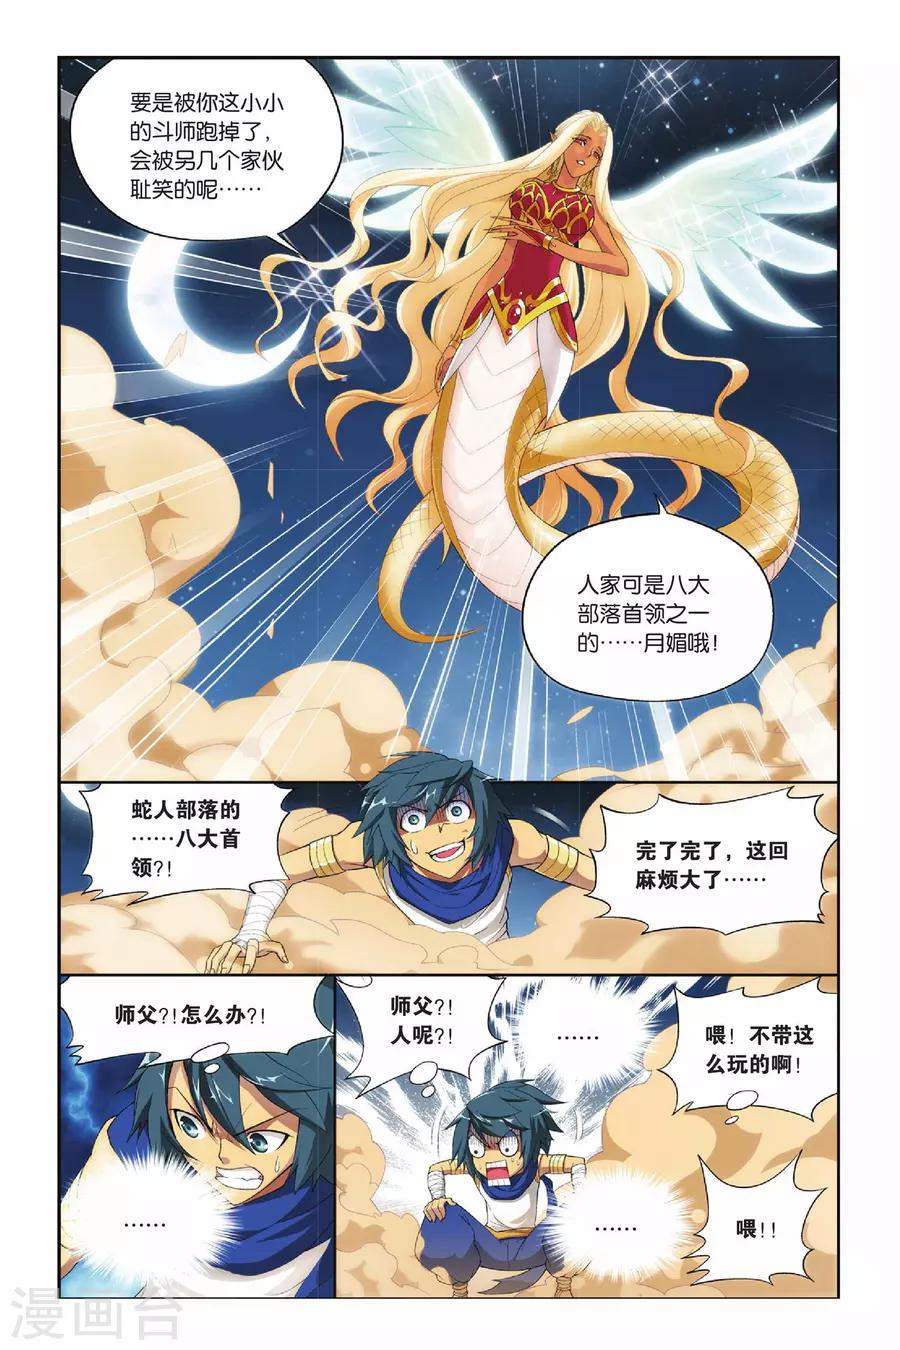 要是被你这小小
的斗师跑掉了，
会被另几个家伙
耻笑的呢……
人家可是八大
部落首领之一
的……月媚哦！
蛇人部落的
……八大首
领?!
完了完了，这回
麻烦大了……
师父?!怎么办?!
……
师父?!
人呢?!
……
喂！不带这
么玩的啊！
……
喂！！
漫画台